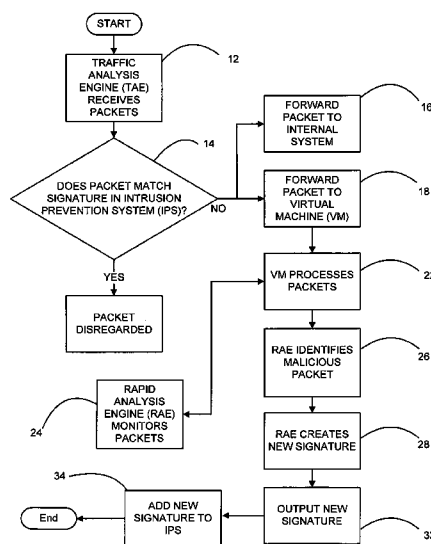 START
12
TRAFFIC
ANALYSIS
ENGINE (TAE)
RECEIVES
PACKETS
14
DOES PACKET MATCH
SIGNATURE IN INTRUSION
PREVENTION SYSTEM (IPS)?
NO
YES
PACKET
DISREGARDED
16
FORWARD
PACKET TO
INTERNAL
SYSTEM
18
FORWARD
PACKET TO
VIRTUAL
MACHINE (VM)
22
VM PROCESSES
PACKETS
24
RAPID
ANALYSIS
ENGINE (RAE)
MONITORS
PACKETS
26
RAE IDENTIFIES
MALICIOUS
PACKET
28
RAE CREATES
NEW SIGNATURE
32
OUTPUT NEW
SIGNATURE
34
ADD NEW
SIGNATURE TO
IPS
End